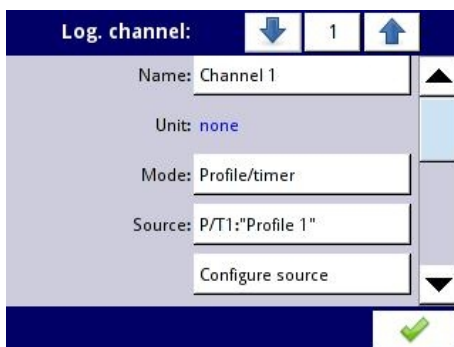 Log. channel: 1
Name: Channel 1
Unit: none
Mode: Profile/timer
Source: P/T1:"Profile 1"
Configure source